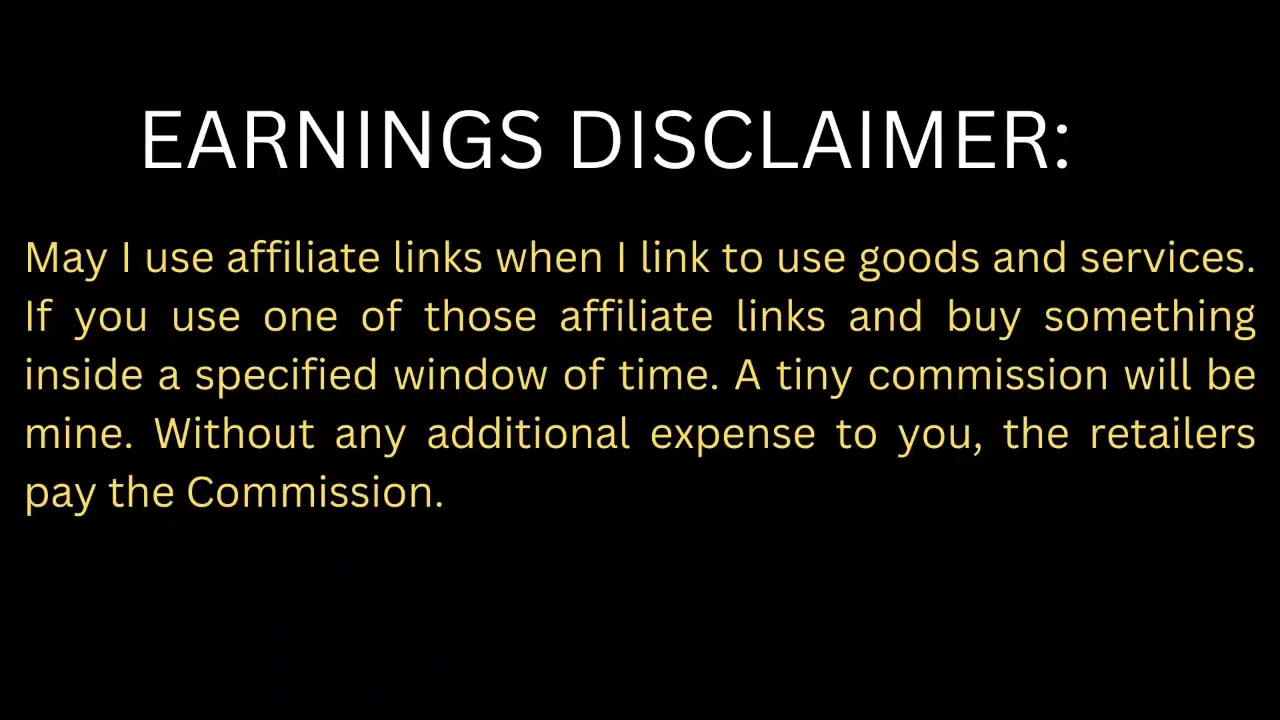 EARNINGS DISCLAIMER:
May I use affiliate links when I link to use goods and services.
If you use one of those affiliate links and buy something
inside a specified window of time. A tiny commission will be
mine. Without any additional expense to you, the retailers
pay the Commission.